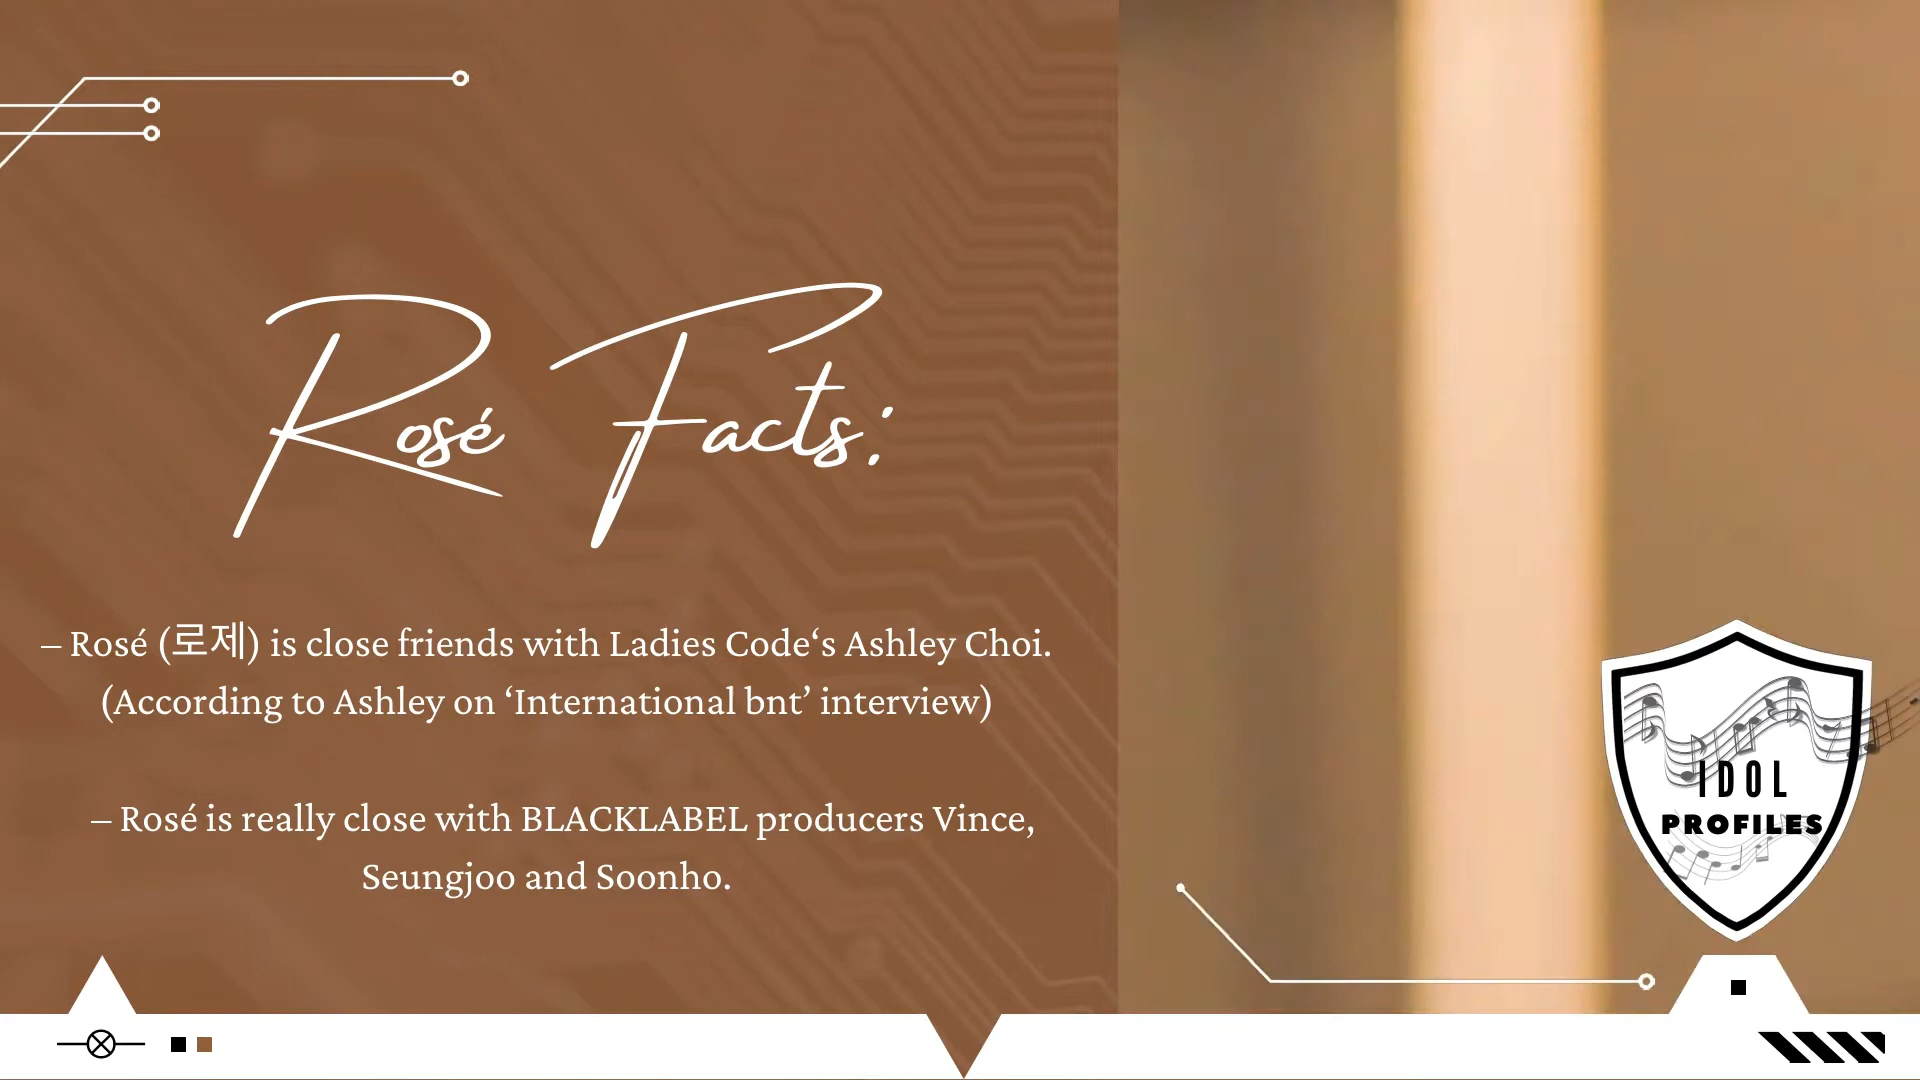 Rosé Facts:
– Rosé (로제) is close friends with Ladies Code‘s Ashley Choi.
(According to Ashley on ‘International bnt’ interview)
– Rosé is really close with BLACKLABEL producers Vince,
Seungjoo and Soonho.
IDOL
PROFILES